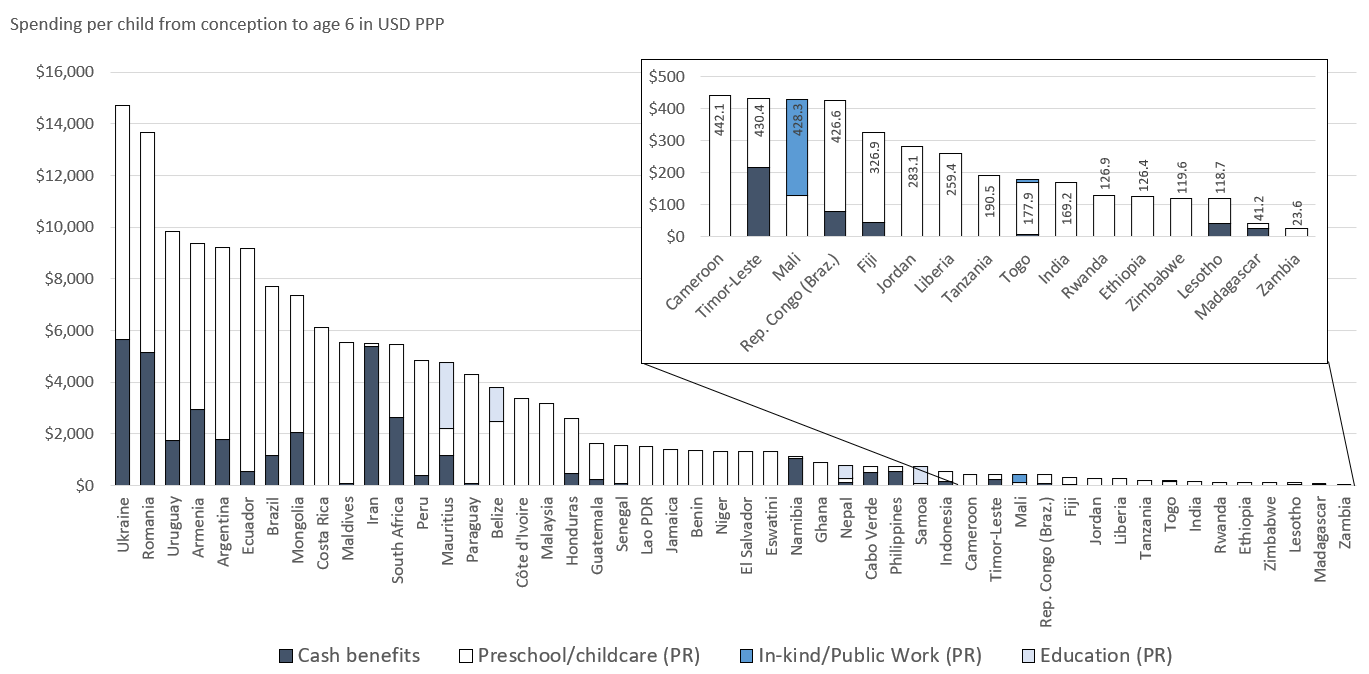 Spending per child from conception to age 6 in USD PPP
$16,000
$14,000
$12,000
$10,000
$8,000
$6,000
$4,000
$2,000
$0
$500
$400
$300
$200
$100
$0
442.1
430.4
428.3
426.6
326.9
283.1
259.4
190.5
177.9
169.2
126.9
126.4
119.6
118.7
41.2
23.6
Cameroon
Timor-Leste
Mali
Rep. Congo (Braz.)
Fiji
Jordan
Liberia
Tanzania
Togo
India
Rwanda
Ethiopia
Zimbabwe
Lesotho
Madagascar
Zambia
Ukraine
Romania
Uruguay
Armenia
Argentina
Ecuador
Brazil
Mongolia
Costa Rica
Maldives
Iran
South Africa
Peru
Mauritius
Paraguay
Belize
Côte d'Ivoire
Malaysia
Honduras
Guatemala
Senegal
Lao PDR
Jamaica
Benin
Niger
El Salvador
Eswatini
Namibia
Ghana
Nepal
Cabo Verde
Philippines
Samoa
Indonesia
Cameroon
Timor-Leste
Mali
Rep. Congo (Braz.)
Fiji
Jordan
Liberia
Tanzania
Togo
India
Rwanda
Ethiopia
Zimbabwe
Lesotho
Madagascar
Zambia
Cash benefits
Preschool/childcare (PR)
In-kind/Public Work (PR)
Education (PR)